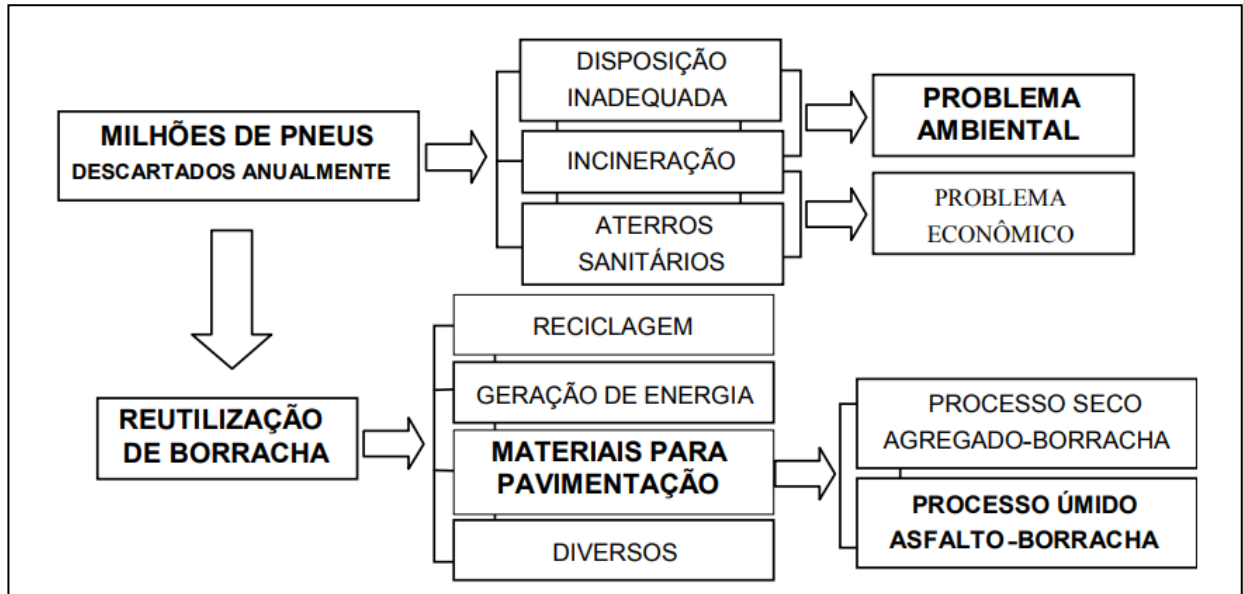 DISPOSIÇÃO
INADEQUADA
MILHÕES DE PNEUS
DESCARTADOS ANUALMENTE
INCINERAÇÃO
ATERROS
SANITÁRIOS
PROBLEMA
AMBIENTAL
PROBLEMA
ECONÔMICO
REUTILIZAÇÃO
DE BORRACHA
RECICLAGEM
GERAÇÃO DE ENERGIA
MATERIAIS PARA
PAVIMENTAÇÃO
DIVERSOS
PROCESSO SECO
AGREGADO-BORRACHA
PROCESSO ÚMIDO
ASFALTO-BORRACHA